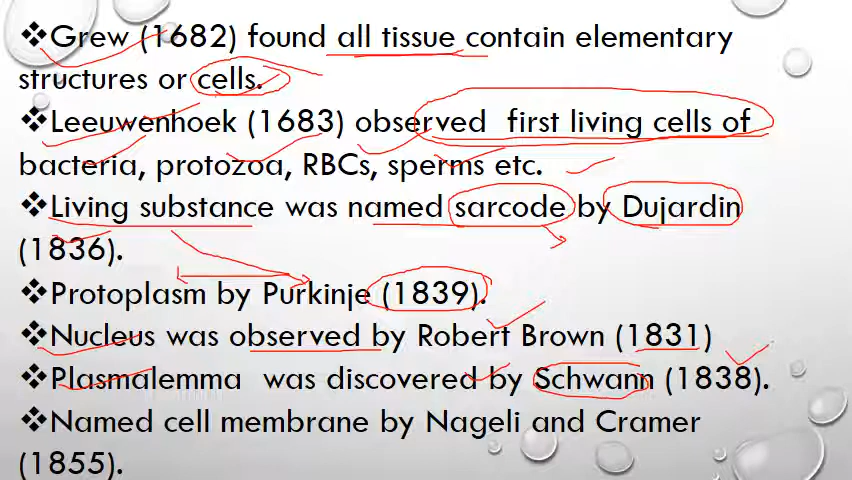 ❖Grew (1682) found all tissue contain elementary
structures or cells.
❖Leeuwenhoek (1683) observed first living cells of
bacteria, protozoa, RBCs, sperms etc.
❖Living substance was named sarcode by Dujardin
(1836).
❖Protoplasm by Purkinje (1839).
❖Nucleus was observed by Robert Brown (1831)
❖Plasmalemma was discovered by Schwann (1838).
❖Named cell membrane by Nageli and Cramer
(1855).